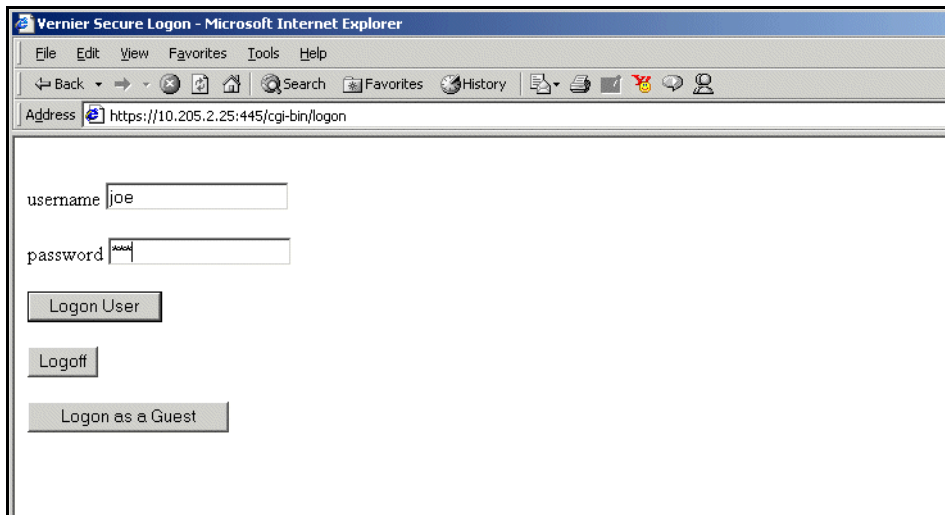 Vernier Secure Logon - Microsoft Internet Explorer
File Edit View Favorites Tools Help
Back Search Favorites History
Address https://10.205.2.25:445/cgi-bin/logon
username joe
password ****
Logon User
Logoff
Logon as a Guest